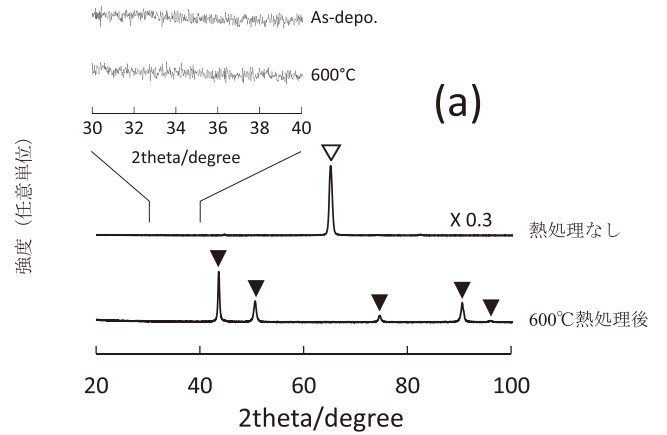 As-depo.
600°C
(a)
30 32 34 36 38 40
2theta/degree
強度（任意単位）
X 0.3
熱処理なし
600℃熱処理後
20 40 60 80 100
2theta/degree